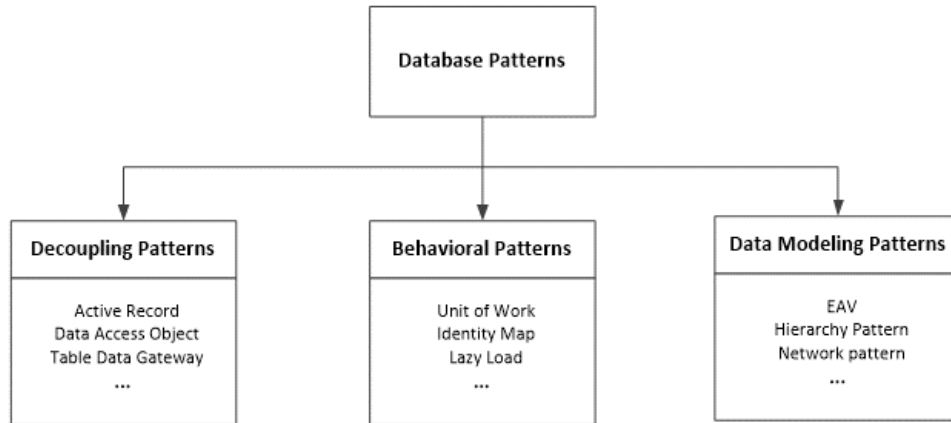 Database Patterns
Decoupling Patterns
Active Record
Data Access Object
Table Data Gateway
...
Behavioral Patterns
Unit of Work
Identity Map
Lazy Load
...
Data Modeling Patterns
EAV
Hierarchy Pattern
Network pattern
...